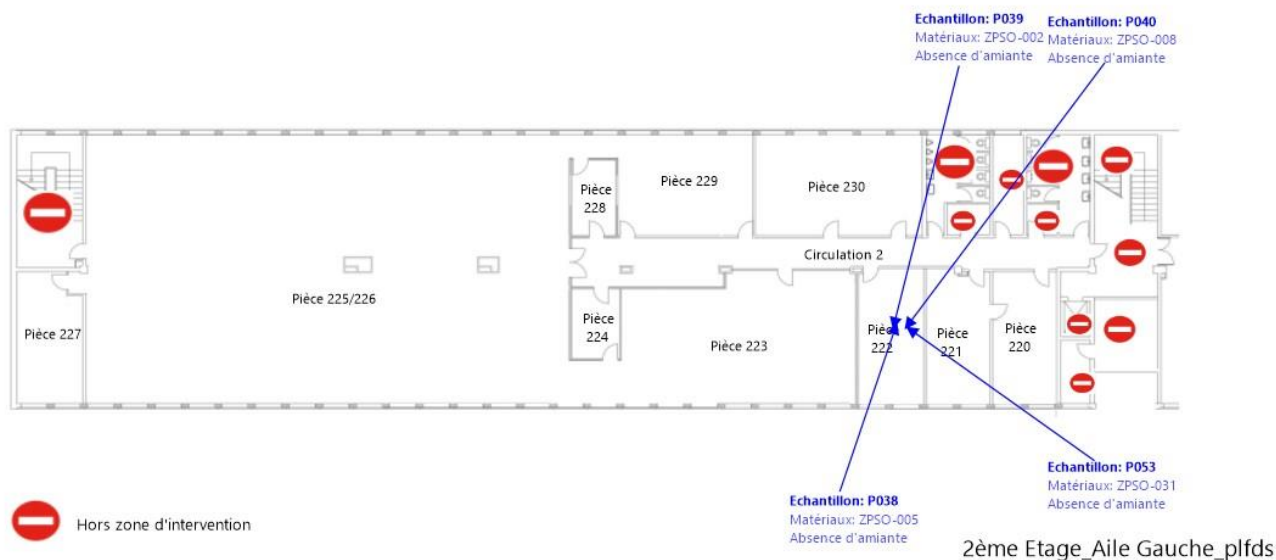 Echantillon: P039
Matériaux: ZPSO-002
Absence d'amiante
Echantillon: P040
Matériaux: ZPSO-008
Absence d'amiante
Pièce
228
Pièce 229
Pièce 230
Circulation 2
Pièce 225/226
Pièce 227
Pièce
224
Pièce 223
Pièce
222
Pièce
221
Pièce
220
Echantillon: P038
Matériaux: ZPSO-005
Absence d'amiante
Echantillon: P053
Matériaux: ZPSO-031
Absence d'amiante
Hors zone d'intervention
2ème Etage_Aile Gauche_plfds